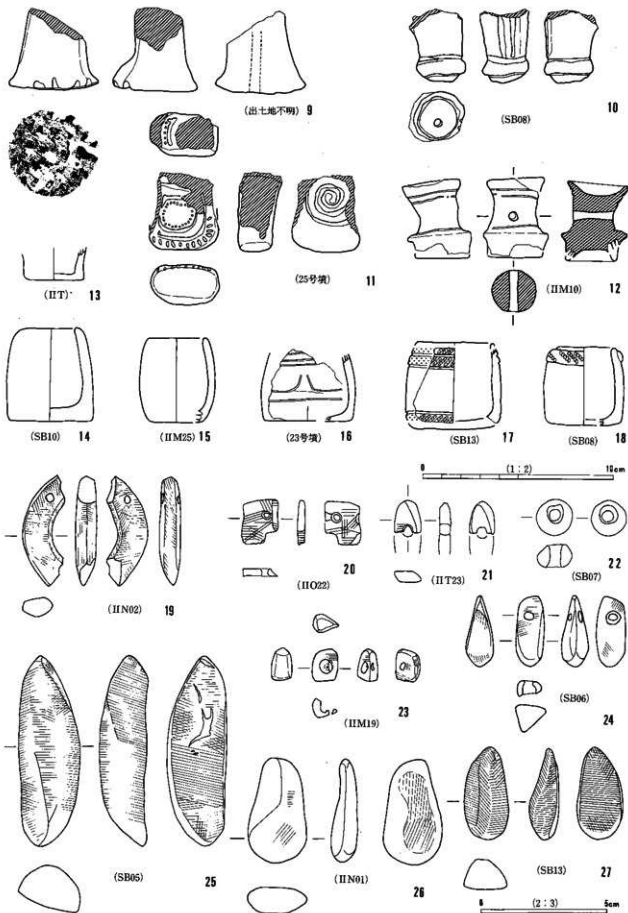 (出土地不明) 9
(SB08) 10
(IIT) 13
(25号墳) 11
(IIM10) 12
(SB10) 14
(IIM25) 15
(23号墳) 16
(SB13) 17
(SB08) 18
0 (1:2) 10cm
(IIN02) 19
(IIO22) 20
(IIT23) 21
(SB07) 22
(IIM19) 23
(SB06) 24
(SB05) 25
(IIN01) 26
(SB13) 27
(2:3) 5cm